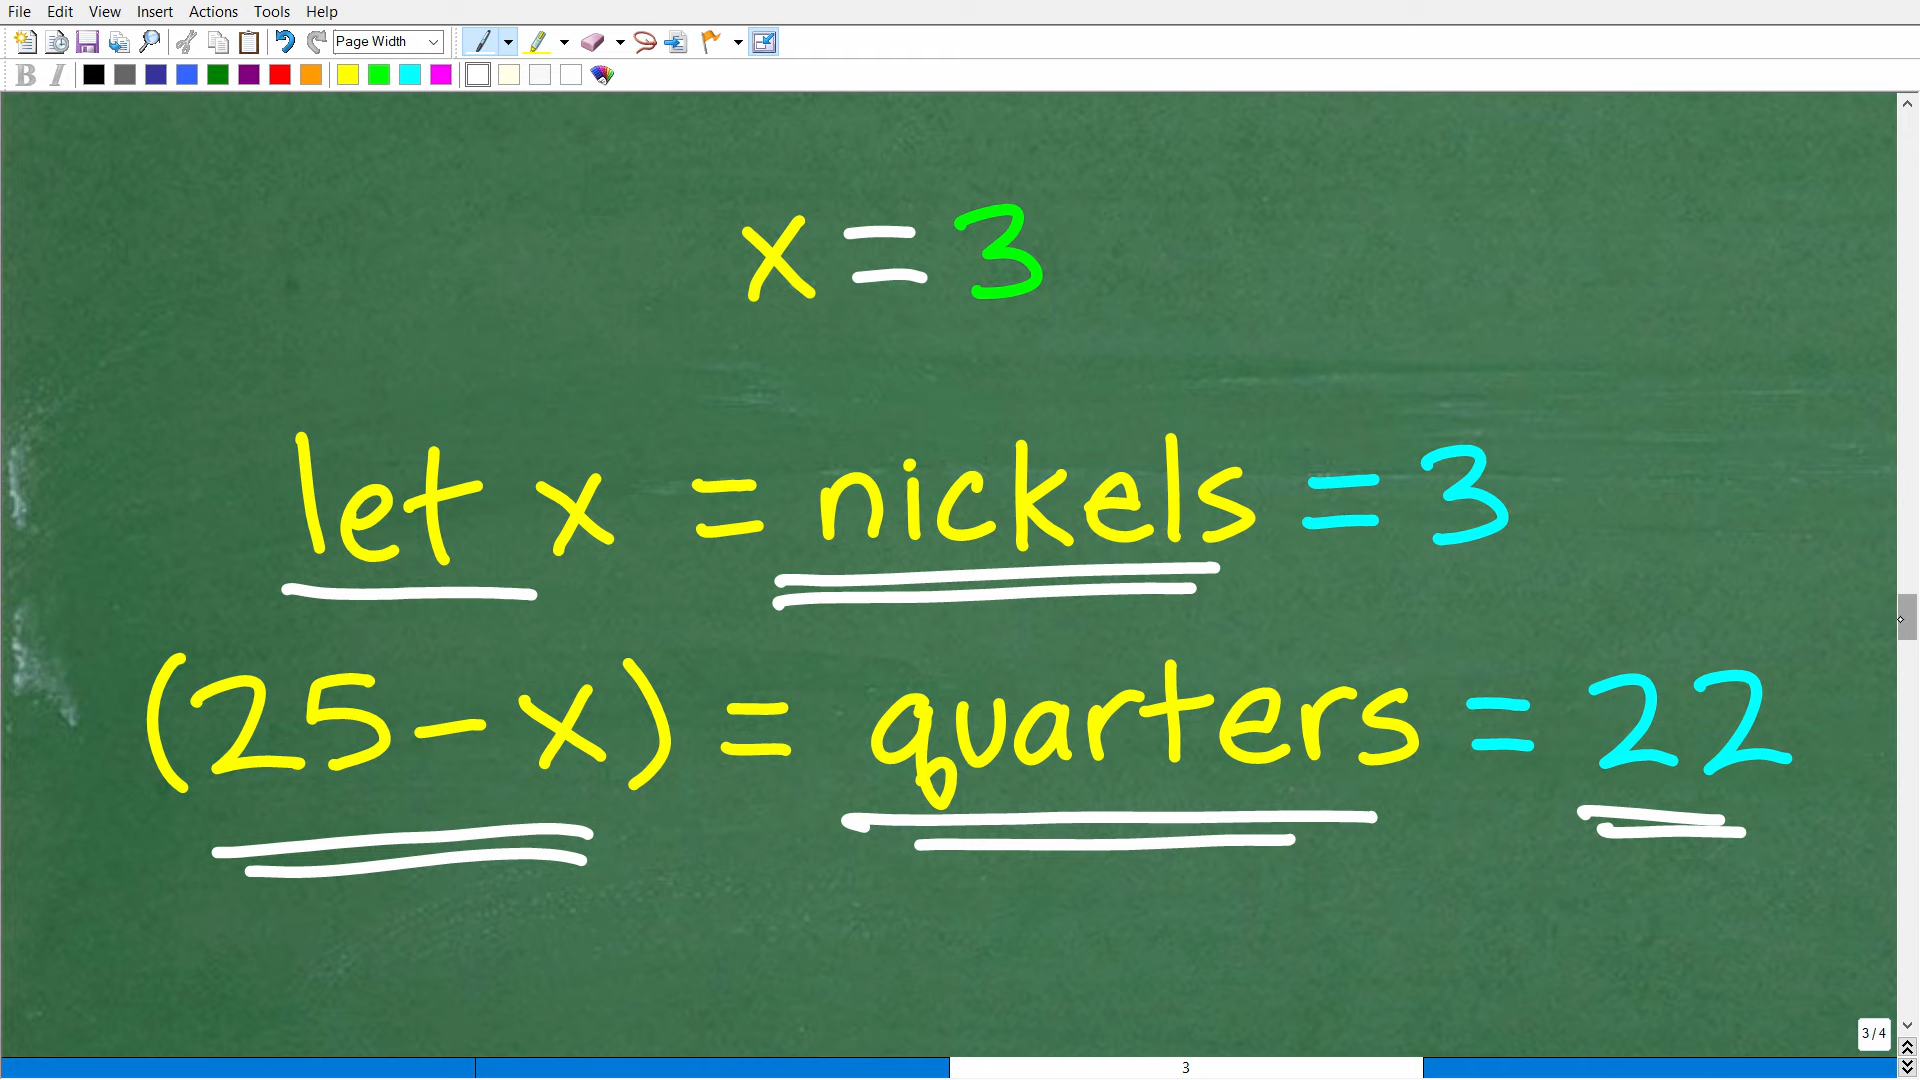 File Edit View Insert Actions Tools Help
Page Width
B I
x = 3
let x = nickels = 3
(25 - x) = quarters = 22
3 / 4
3